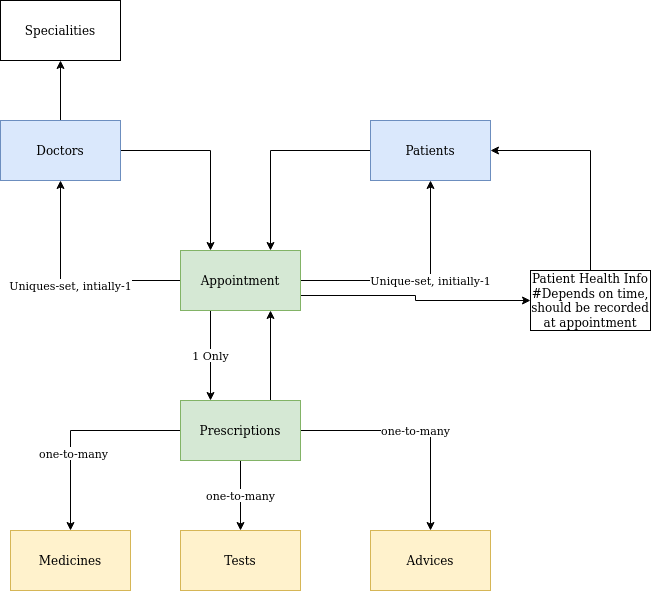 Specialities
Doctors
Patients
Uniques-set, intially-1
Appointment
Unique-set, initially-1
Patient Health Info
#Depends on time,
should be recorded
at appointment
1 Only
Prescriptions
one-to-many
one-to-many
one-to-many
Medicines
Tests
Advices